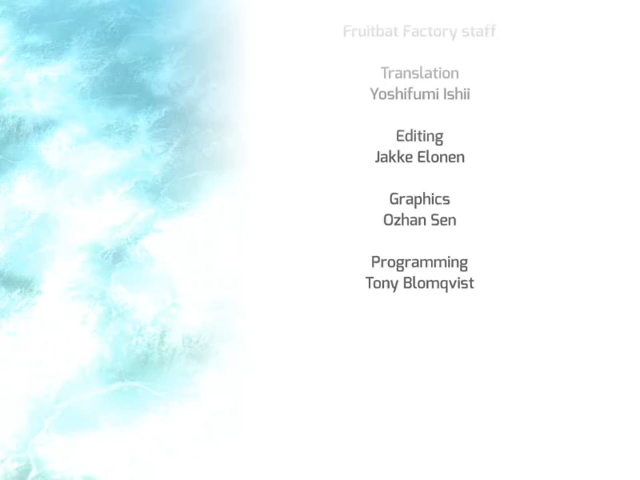 Fruitbat Factory staff
Translation
Yoshifumi Ishii
Editing
Jakke Elonen
Graphics
Ozhan Sen
Programming
Tony Blomqvist